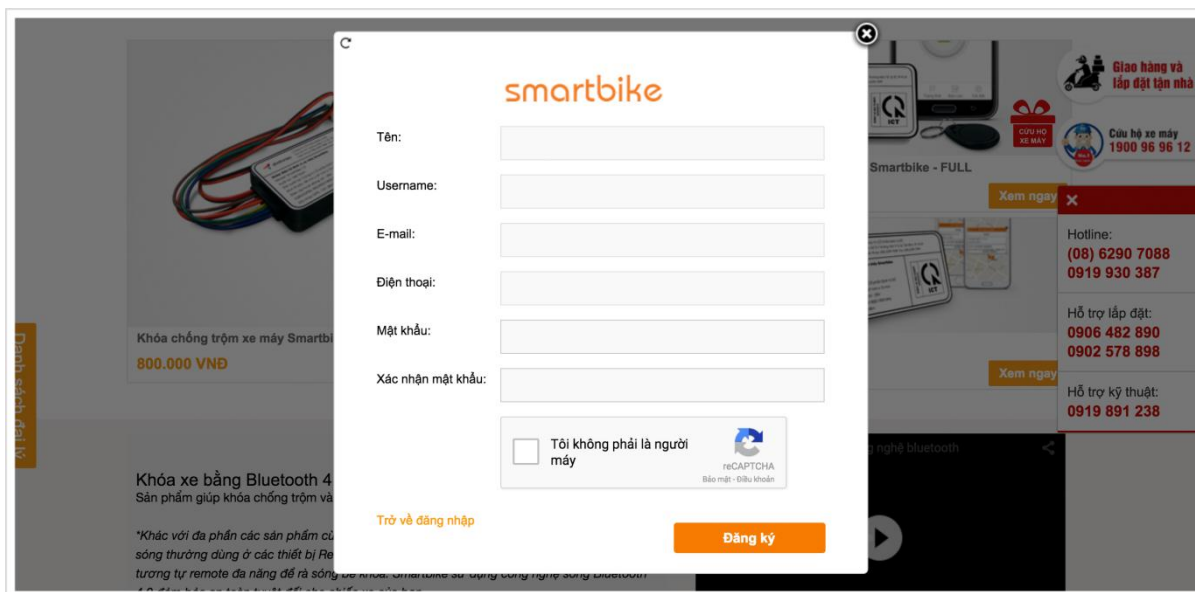 smartbike
Tên:
Username:
E-mail:
Điện thoại:
Mật khẩu:
Xác nhận mật khẩu:
Tôi không phải là người
máy
reCAPTCHA
Bảo mật - Điều khoản
Trở về đăng nhập
Đăng ký
Khóa chống trộm xe máy Smartbi
800.000 VNĐ
Danh sách đại lý
ICT
CỨU HỘ
XE MÁY
Smartbike - FULL
Xem ngay
ICT
Xem ngay
Giao hàng và
lắp đặt tận nhà
Cứu hộ xe máy
1900 96 96 12
Hotline:
(08) 6290 7088
0919 930 387
Hỗ trợ lắp đặt:
0906 482 890
0902 578 898
Hỗ trợ kỹ thuật:
0919 891 238
Khóa xe bằng Bluetooth 4
Sản phẩm giúp khóa chống trộm và
*Khác với đa phần các sản phẩm
sóng thường dùng ở các thiết bị Re
tương tự remote đa năng để rà sóng bẻ khóa. Smartbike sử dụng công nghệ sóng Bluetooth
nghệ bluetooth